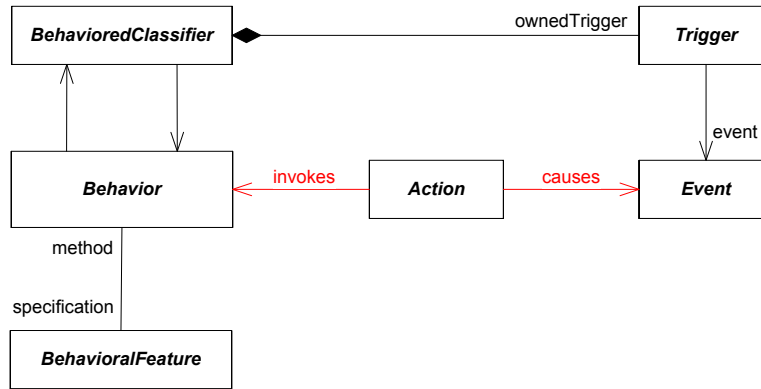 BehavioredClassifier
ownedTrigger
Trigger
event
Behavior
invokes
Action
causes
Event
method
specification
BehavioralFeature